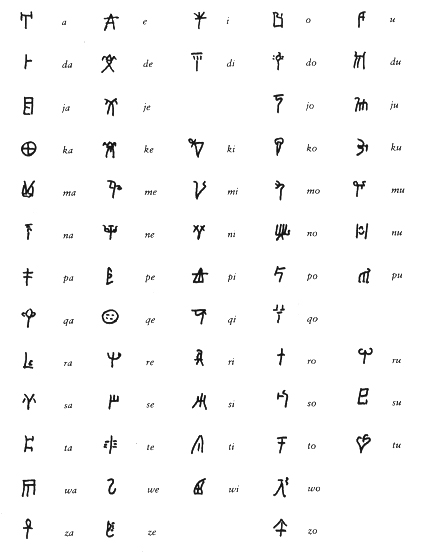 𐀀 a 𐀁 e 𐀂 i 𐀃 o 𐀄 u
𐀅 da 𐀆 de 𐀇 di 𐀈 do 𐀉 du
𐀊 ja 𐀋 je 𐀍 jo 𐀎 ju
𐀏 ka 𐀐 ke 𐀑 ki 𐀒 ko 𐀓 ku
𐀔 ma 𐀕 me 𐀖 mi 𐀗 mo 𐀘 mu
𐀙 na 𐀚 ne 𐀛 ni 𐀜 no 𐀝 nu
𐀞 pa 𐀟 pe 𐀠 pi 𐀡 po 𐀢 pu
𐀣 qa 𐀤 qe 𐀥 qi 𐀦 qo
𐀨 ra 𐀩 re 𐀪 ri 𐀫 ro 𐀬 ru
𐀭 sa 𐀮 se 𐀯 si 𐀰 so 𐀱 su
𐀲 ta 𐀳 te 𐀴 ti 𐀵 to 𐀶 tu
𐀷 wa 𐀸 we 𐀹 wi 𐀺 wo
𐀼 za 𐀽 ze 𐀿 zo